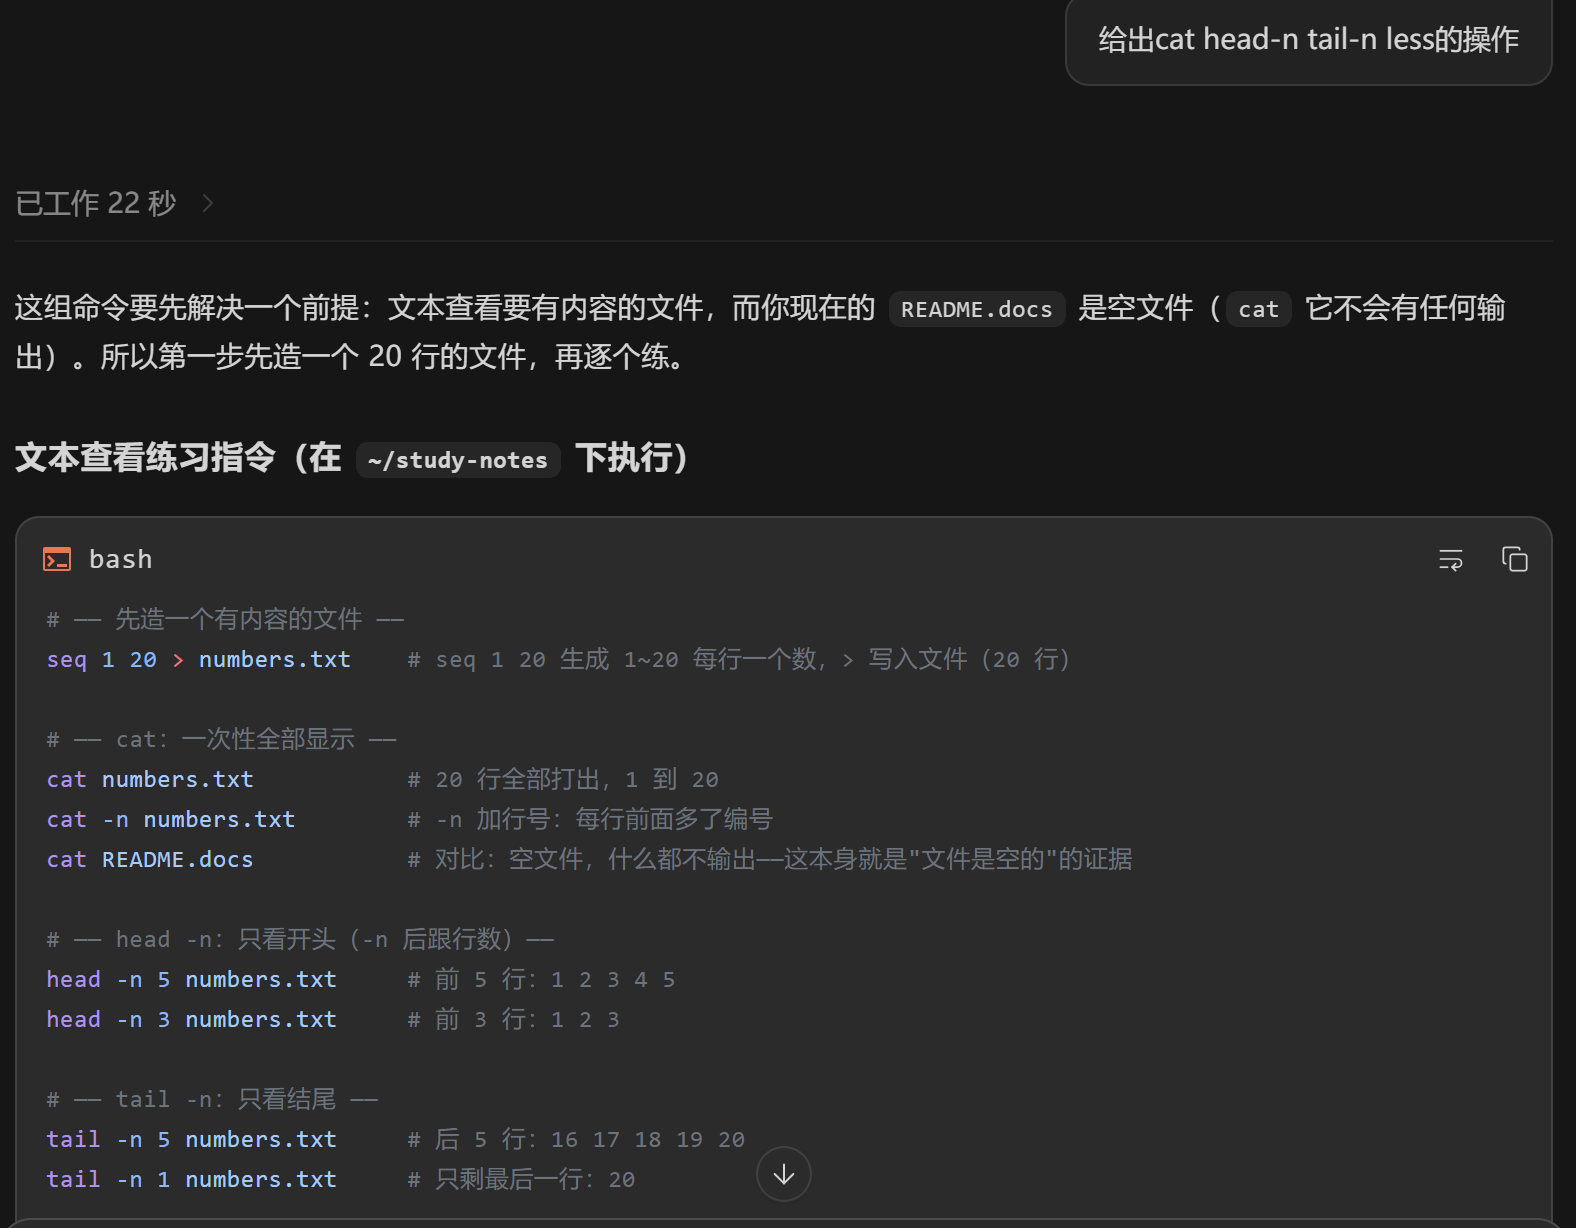 给出cat head-n tail-n less的操作
已工作 22 秒
这组命令要先解决一个前提：文本查看要有内容的文件，而你现在的 README.docs 是空文件（ cat 它不会有任何输
出）。所以第一步先造一个 20 行的文件，再逐个练。
文本查看练习指令（在 ~/study-notes 下执行）
bash
# —— 先造一个有内容的文件 ——
seq 1 20 > numbers.txt    # seq 1 20 生成 1~20 每行一个数，> 写入文件（20 行）
# —— cat：一次性全部显示 ——
cat numbers.txt           # 20 行全部打出，1 到 20
cat -n numbers.txt        # -n 加行号：每行前面多了编号
cat README.docs           # 对比：空文件，什么都不输出——这本身就是"文件是空的"的证据
# —— head -n：只看开头（-n 后跟行数）——
head -n 5 numbers.txt     # 前 5 行：1 2 3 4 5
head -n 3 numbers.txt     # 前 3 行：1 2 3
# —— tail -n：只看结尾 ——
tail -n 5 numbers.txt     # 后 5 行：16 17 18 19 20
tail -n 1 numbers.txt     # 只剩最后一行：20